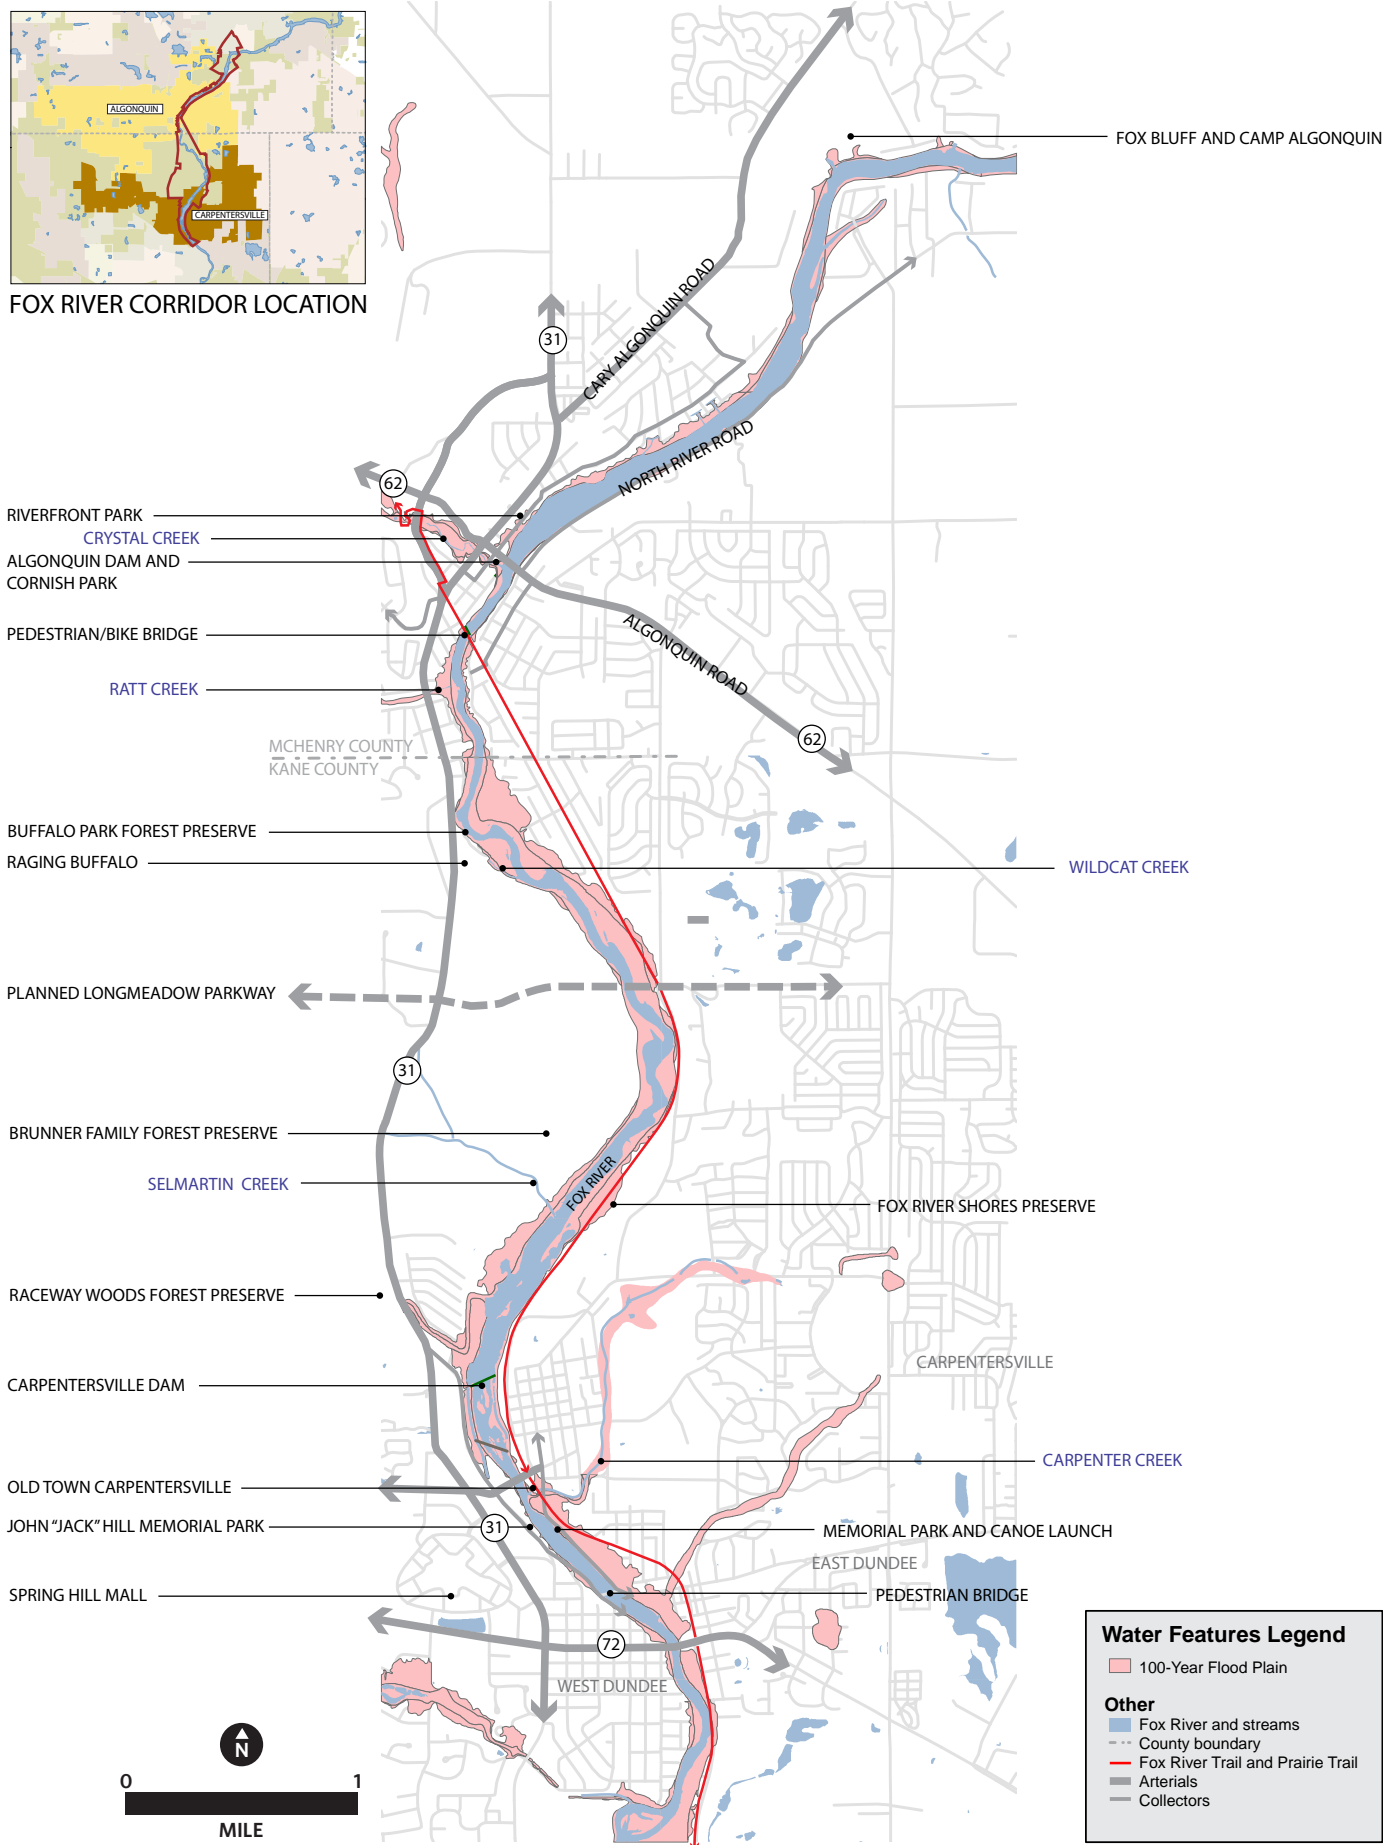 ALGONQUIN
CARPENTERSVILLE
FOX RIVER CORRIDOR LOCATION
FOX BLUFF AND CAMP ALGONQUIN
31
CARY ALGONQUIN ROAD
NORTH RIVER ROAD
62
RIVERFRONT PARK
CRYSTAL CREEK
ALGONQUIN DAM AND
CORNISH PARK
PEDESTRIAN/BIKE BRIDGE
ALGONQUIN ROAD
RATT CREEK
62
MCHENRY COUNTY
KANE COUNTY
BUFFALO PARK FOREST PRESERVE
RAGING BUFFALO
WILDCAT CREEK
PLANNED LONGMEADOW PARKWAY
31
BRUNNER FAMILY FOREST PRESERVE
SELMARTIN CREEK
FOX RIVER
FOX RIVER SHORES PRESERVE
RACEWAY WOODS FOREST PRESERVE
CARPENTERSVILLE
CARPENTERSVILLE DAM
CARPENTER CREEK
OLD TOWN CARPENTERSVILLE
JOHN “JACK” HILL MEMORIAL PARK
31
MEMORIAL PARK AND CANOE LAUNCH
EAST DUNDEE
SPRING HILL MALL
PEDESTRIAN BRIDGE
72
WEST DUNDEE
N
0 1
MILE
Water Features Legend
100-Year Flood Plain
Other
Fox River and streams
County boundary
Fox River Trail and Prairie Trail
Arterials
Collectors